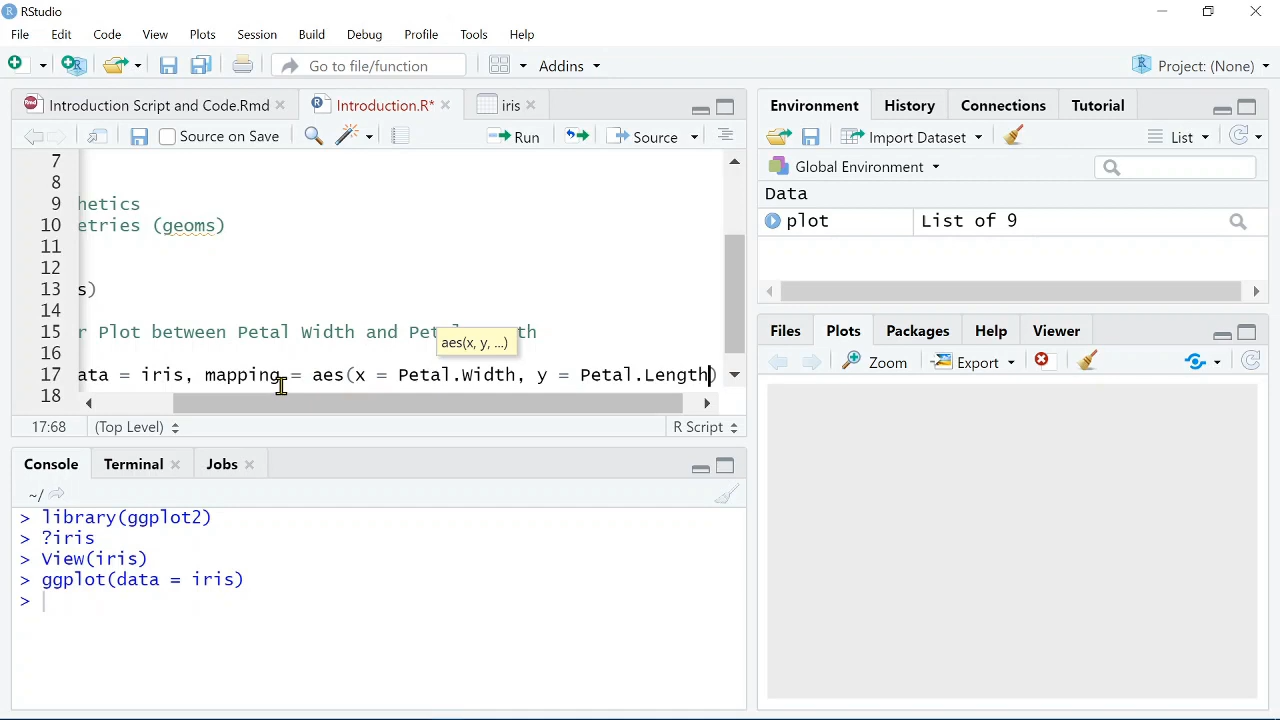 RStudio
File Edit Code View Plots Session Build Debug Profile Tools Help
Go to file/function Addins Project: (None)
Introduction Script and Code.Rmd Introduction.R* iris
Source on Save Run Source
7
8
9 hetics
10 etries (geoms)
11
12
13 s)
14
15 r Plot between Petal Width and Pet th
aes(x, y, ...)
16
17 ata = iris, mapping = aes(x = Petal.Width, y = Petal.Length)
18
17:68 (Top Level) R Script
Console Terminal Jobs
~/
> library(ggplot2)
> ?iris
> View(iris)
> ggplot(data = iris)
>
Environment History Connections Tutorial
Import Dataset List
Global Environment
Data
plot List of 9
Files Plots Packages Help Viewer
Zoom Export